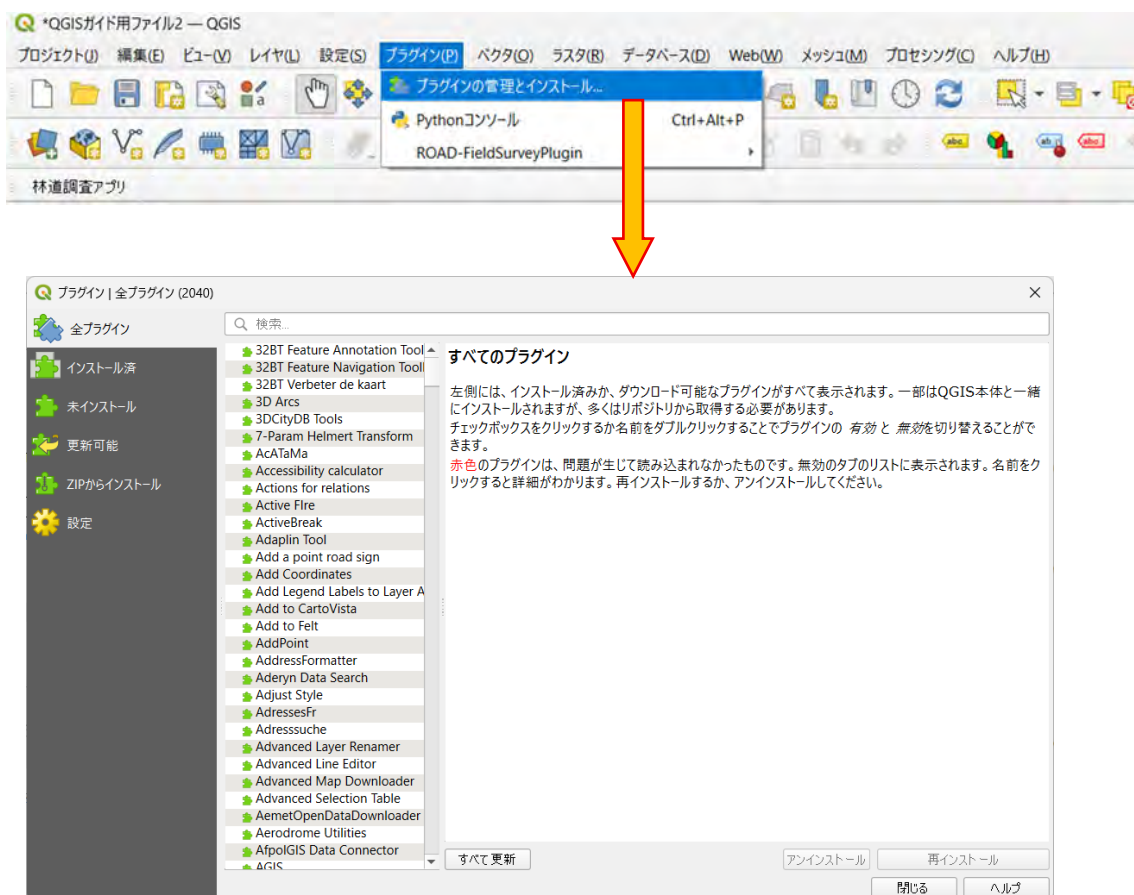 *QGISガイド用ファイル2 — QGIS
プロジェクト(J) 編集(E) ビュー(V) レイヤ(L) 設定(S) プラグイン(P) ベクタ(O) ラスタ(R) データベース(D) Web(W) メッシュ(M) プロセシング(C) ヘルプ(H)
プラグインの管理とインストール...
Pythonコンソール Ctrl+Alt+P
ROAD-FieldSurveyPlugin
林道調査アプリ
プラグイン | 全プラグイン (2040)
全プラグイン
インストール済
未インストール
更新可能
ZIPからインストール
設定
検索...
32BT Feature Annotation Tool
32BT Feature Navigation Tooll
32BT Verbeter de kaart
3D Arcs
3DCityDB Tools
7-Param Helmert Transform
AcATaMa
Accessibility calculator
Actions for relations
Active FIre
ActiveBreak
Adaplin Tool
Add a point road sign
Add Coordinates
Add Legend Labels to Layer A
Add to CartoVista
Add to Felt
AddPoint
AddressFormatter
Aderyn Data Search
Adjust Style
AdressesFr
Adresssuche
Advanced Layer Renamer
Advanced Line Editor
Advanced Map Downloader
Advanced Selection Table
AemetOpenDataDownloader
Aerodrome Utilities
AfpolGIS Data Connector
AGIS
すべてのプラグイン
左側には、インストール済みか、ダウンロード可能なプラグインがすべて表示されます。一部はQGIS本体と一緒
にインストールされますが、多くはリポジトリから取得する必要があります。
チェックボックスをクリックするか名前をダブルクリックすることでプラグインの 有効 と 無効を切り替えることがで
きます。
赤色のプラグインは、問題が生じて読み込まれなかったものです。無効のタブのリストに表示されます。名前をク
リックすると詳細がわかります。再インストールするか、アンインストールしてください。
すべて更新
アンインストール
再インストール
閉じる
ヘルプ